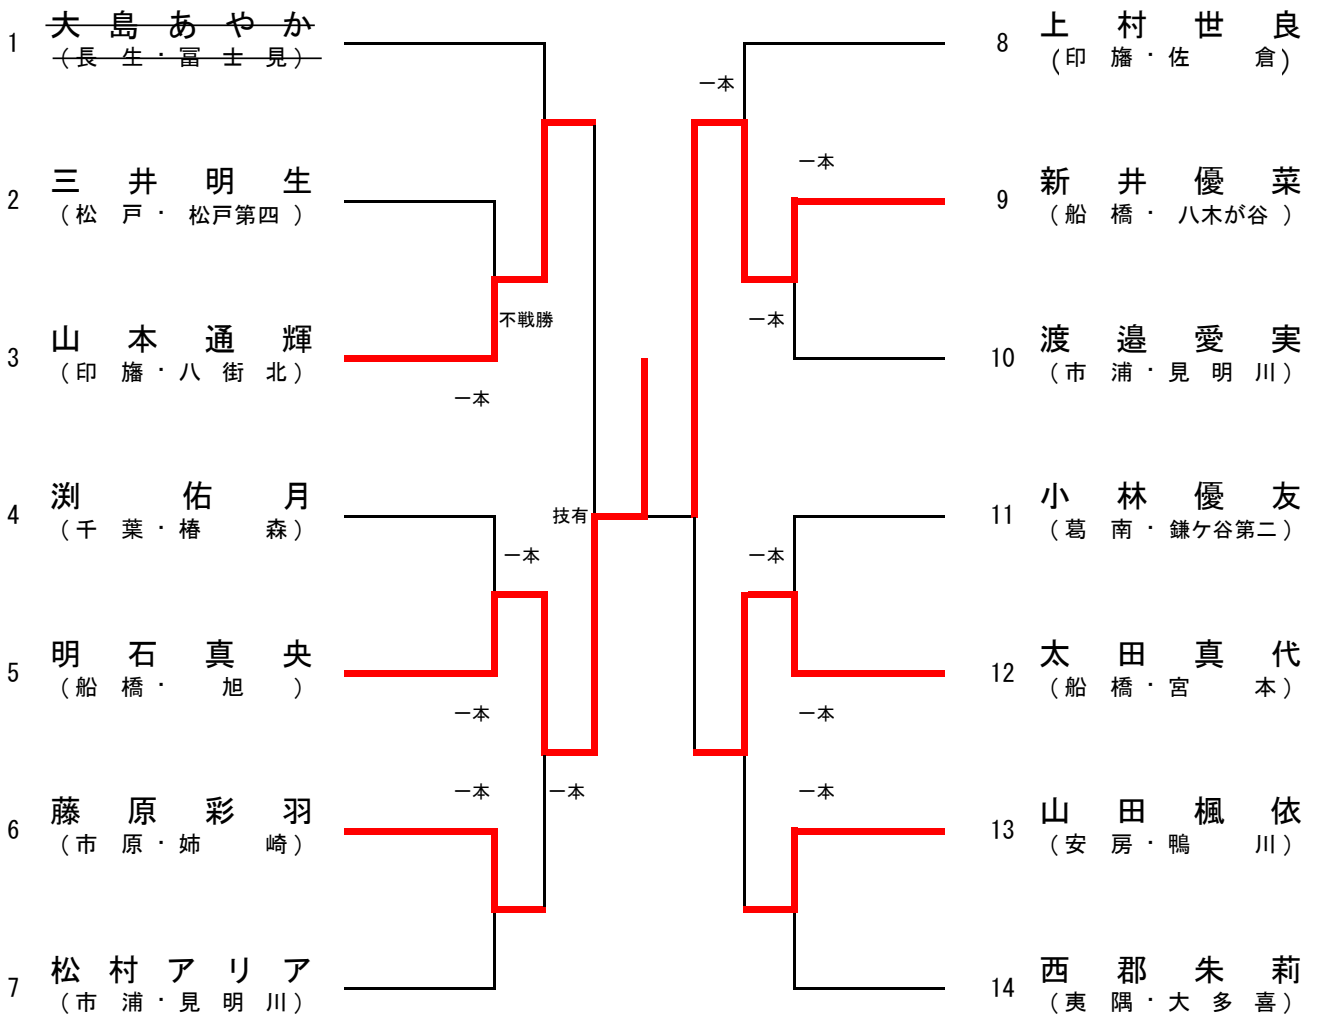 1 大島あやか
(長生・冨士見)
2 三井明生
(松戸・松戸第四)
3 山本通輝
(印旛・八街北)
4 渕佑月
(千葉・椿森)
5 明石真央
(船橋・旭)
6 藤原彩羽
(市原・姉崎)
7 松村アリア
(市浦・見明川)
不戦勝
一本
一本
一本
一本
一本
技有
一本
一本
一本
一本
一本
一本
8 上村世良
(印旛・佐倉)
9 新井優菜
(船橋・八木が谷)
10 渡邉愛実
(市浦・見明川)
11 小林優友
(葛南・鎌ケ谷第二)
12 太田真代
(船橋・宮本)
13 山田楓依
(安房・鴨川)
14 西郡朱莉
(夷隅・大多喜)